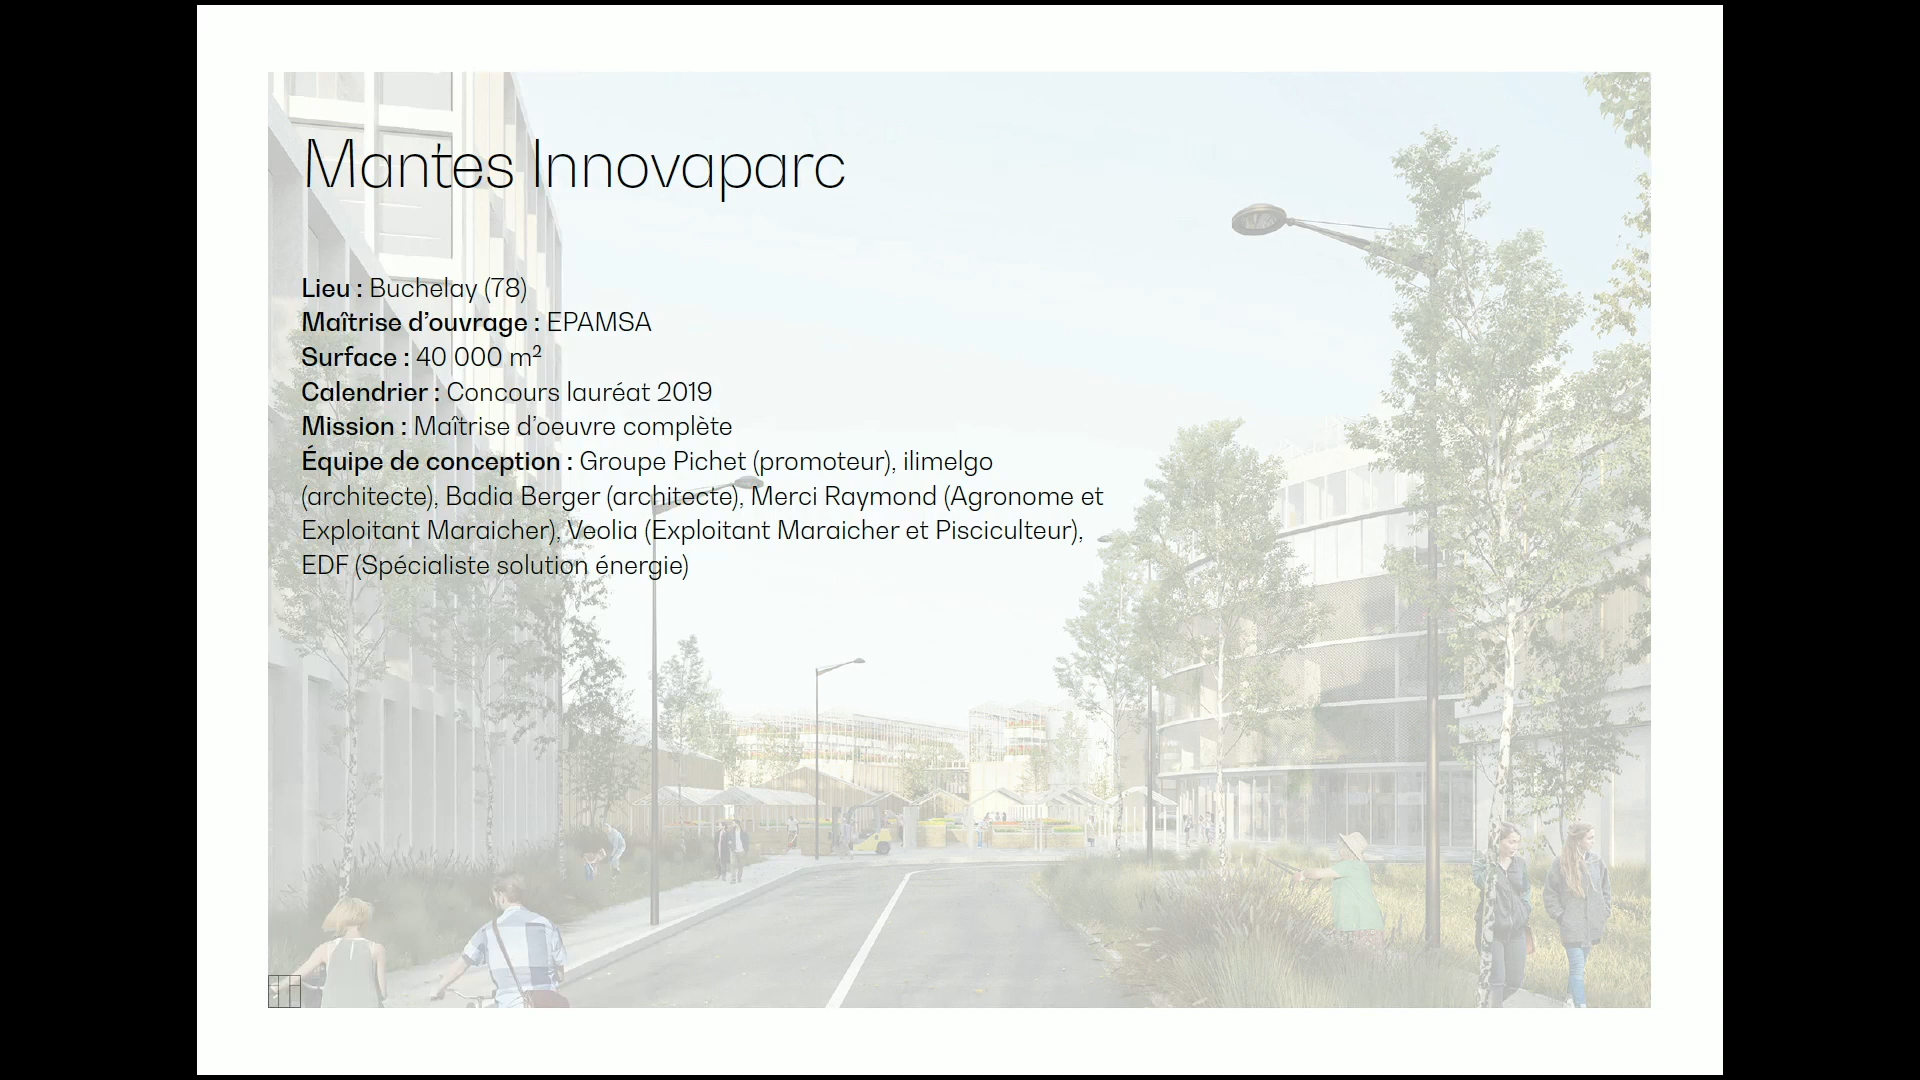 Mantes Innovaparc
Lieu : Buchelay (78)
Maîtrise d’ouvrage : EPAMSA
Surface : 40 000 m²
Calendrier : Concours lauréat 2019
Mission : Maîtrise d’oeuvre complète
Équipe de conception : Groupe Pichet (promoteur), ilimelgo
(architecte), Badia Berger (architecte), Merci Raymond (Agronome et
Exploitant Maraicher), Veolia (Exploitant Maraicher et Pisciculteur),
EDF (Spécialiste solution énergie)